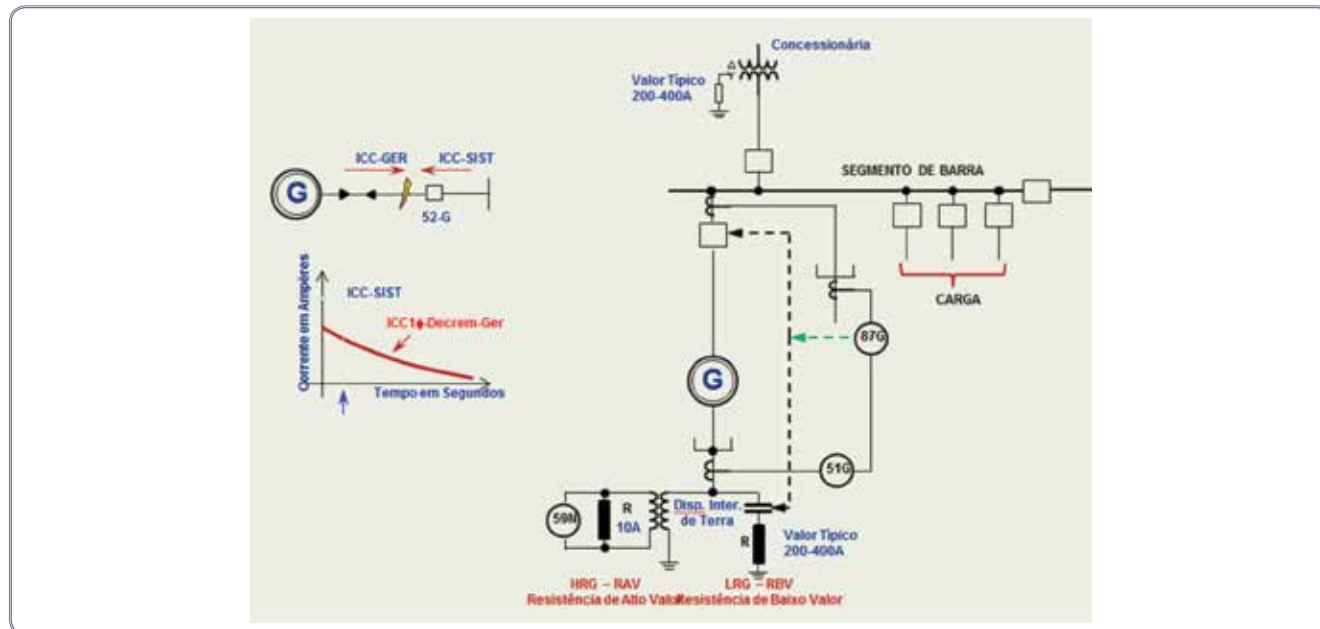 Concessionária
Valor Típico
200-400A
ICC-GER
ICC-SIST
G
52-G
SEGMENTO DE BARRA
CARGA
Corrente em Ampères
ICC-SIST
ICC1ϕ-Decrem-Ger
Tempo em Segundos
87G
G
51G
59N
R
10A
Disp. Inter.
de Terra
R
Valor Típico
200-400A
HRG – RAV
Resistência de Alto Valor
LRG – RBV
Resistência de Baixo Valor